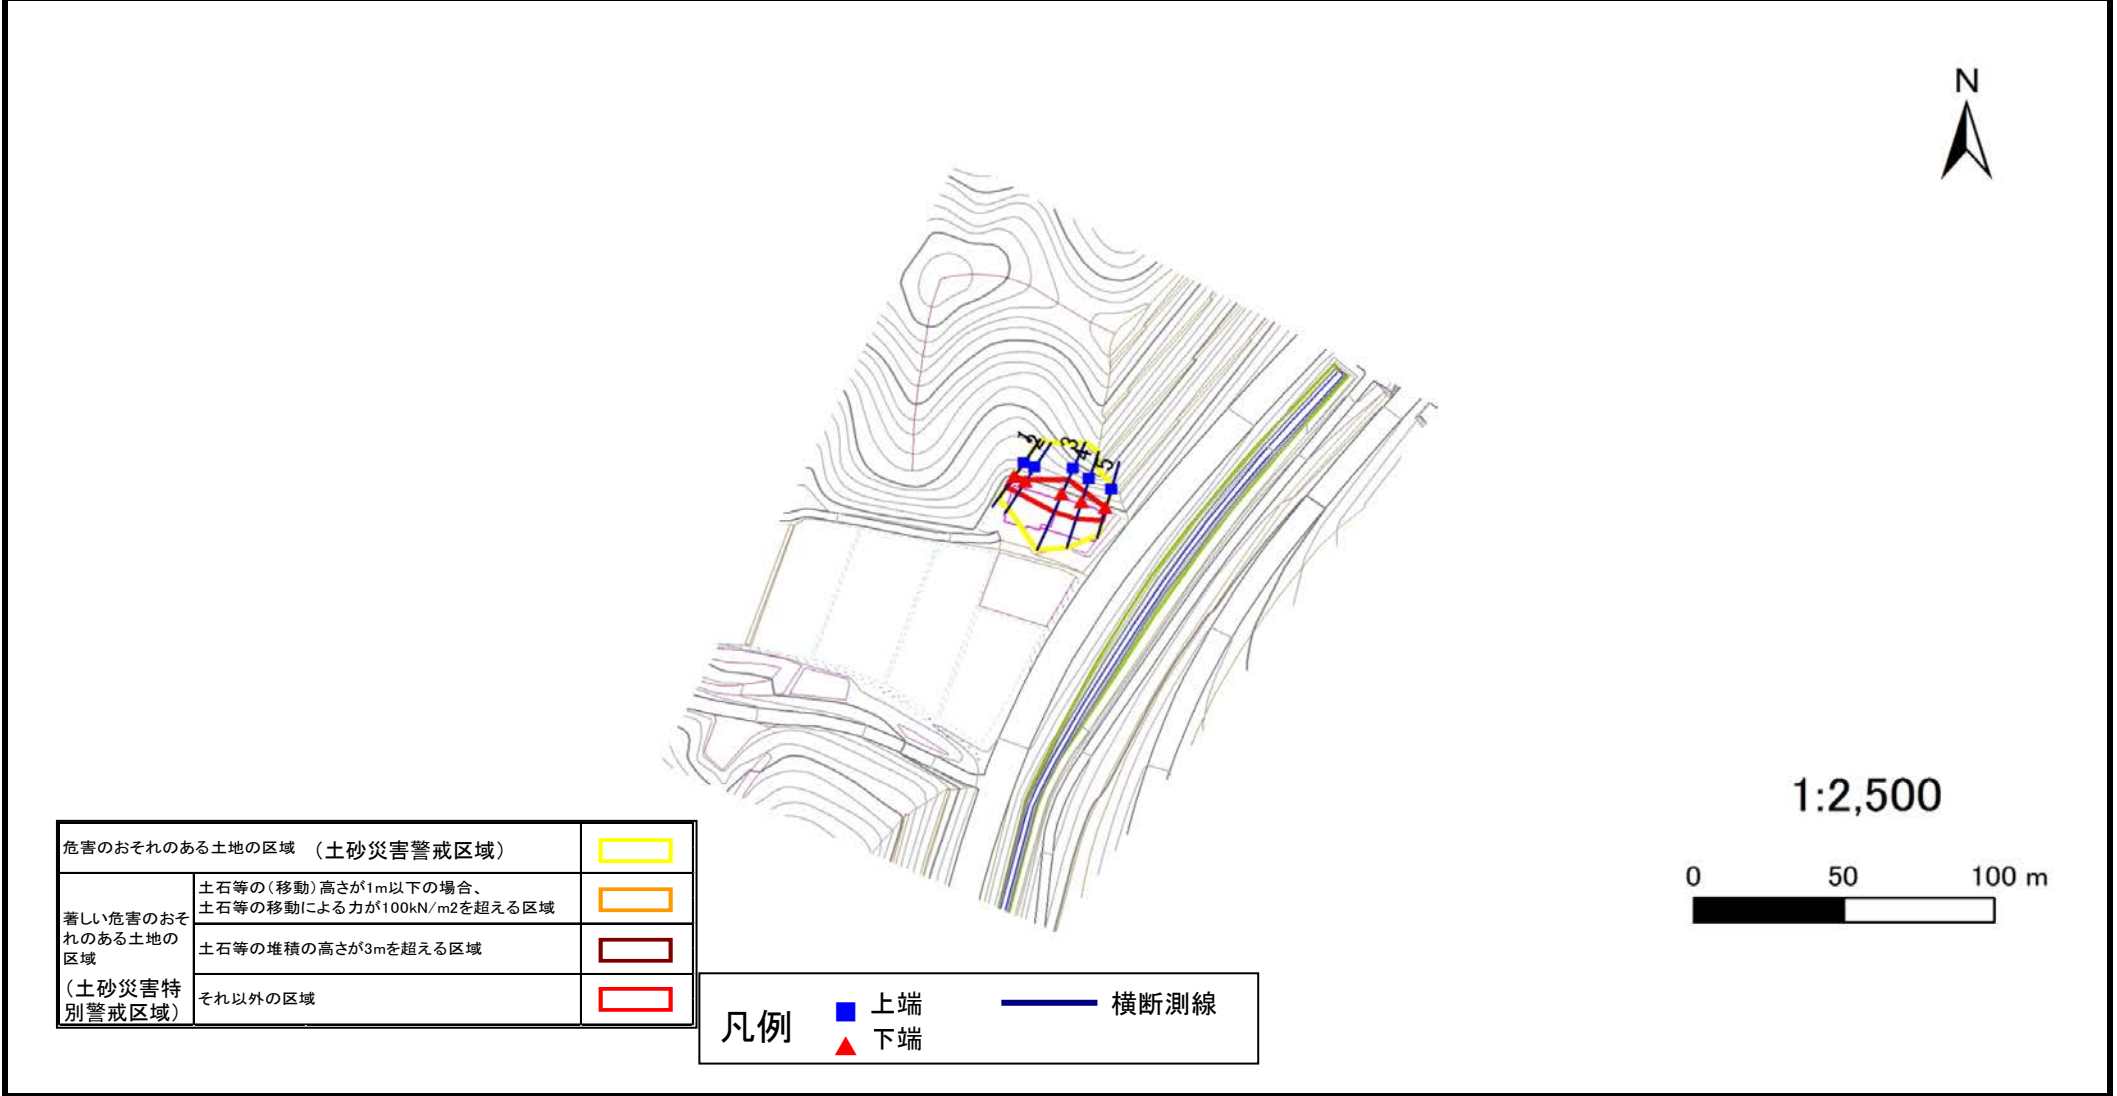 N
1
2
3
4
5
1:2,500
0 50 100 m
危害のおそれのある土地の区域 (土砂災害警戒区域)
著しい危害のおそ
れのある土地の
区域
(土砂災害特
別警戒区域)
土石等の(移動)高さが1m以下の場合、
土石等の移動による力が100kN/m2を超える区域
土石等の堆積の高さが3mを超える区域
それ以外の区域
凡例
上端
下端
横断測線